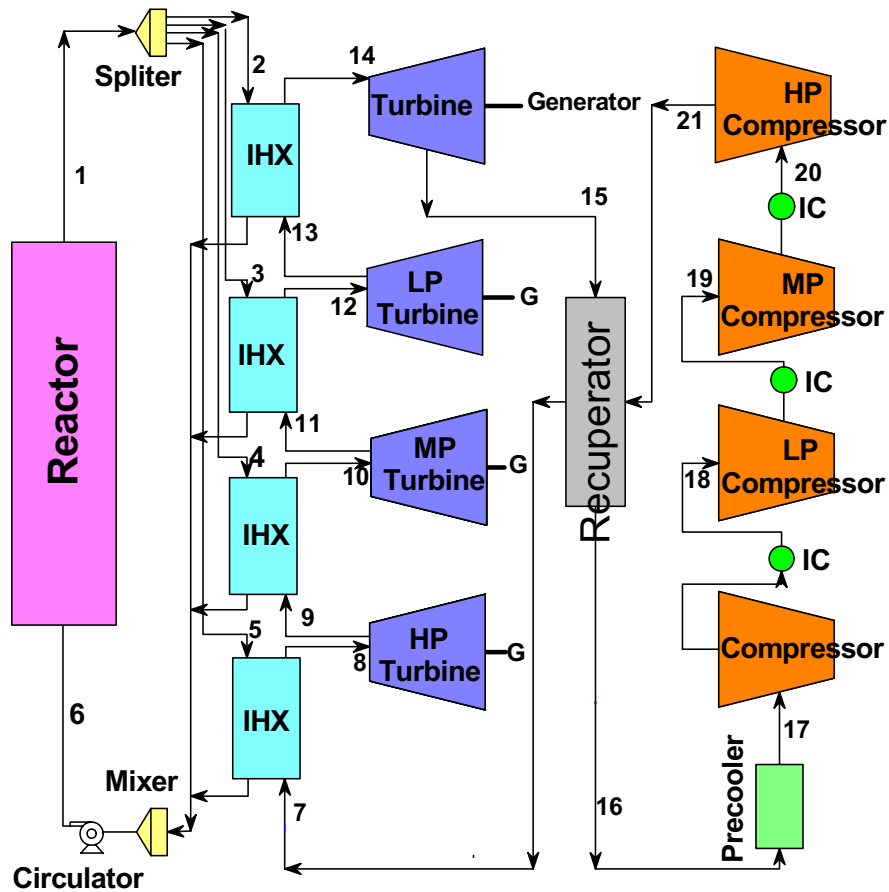 Spliter
2
14
Turbine
Generator
HP
Compressor
21
1
IHX
20
15
IC
13
3
12
LP
Turbine
G
19
MP
Compressor
Reactor
IHX
Recuperator
IC
11
4
10
MP
Turbine
G
18
LP
Compressor
IHX
IC
9
5
8
HP
Turbine
G
Compressor
6
IHX
17
Mixer
7
16
Precooler
Circulator